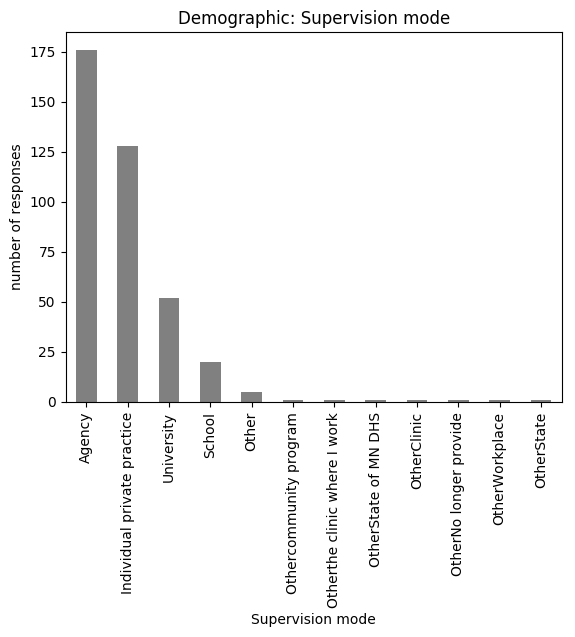 Demographic: Supervision mode
number of responses
175
150
125
100
75
50
25
0
Agency
Individual private practice
University
School
Other
Othercommunity program
Otherthe clinic where I work
OtherState of MN DHS
OtherClinic
OtherNo longer provide
OtherWorkplace
OtherState
Supervision mode